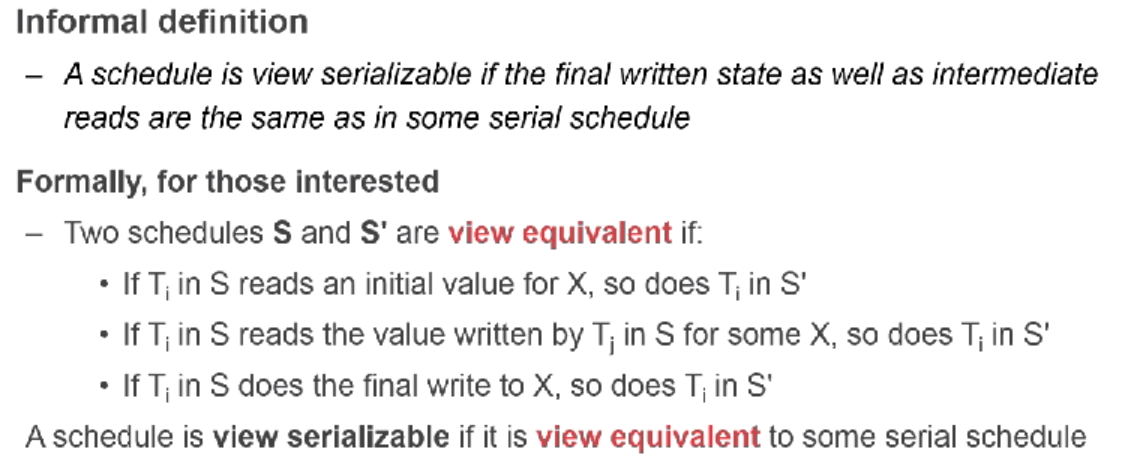 Informal definition
– A schedule is view serializable if the final written state as well as intermediate
reads are the same as in some serial schedule
Formally, for those interested
– Two schedules S and S' are view equivalent if:
• If Ti in S reads an initial value for X, so does Ti in S'
• If Ti in S reads the value written by Tj in S for some X, so does Ti in S'
• If Ti in S does the final write to X, so does Ti in S'
A schedule is view serializable if it is view equivalent to some serial schedule